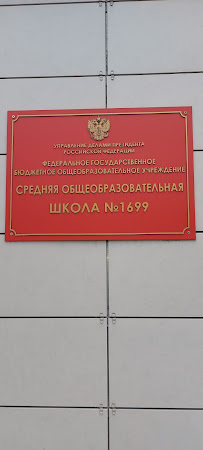 УПРАВЛЕНИЕ ДЕЛАМИ ПРЕЗИДЕНТА
РОССИЙСКОЙ ФЕДЕРАЦИИ
ФЕДЕРАЛЬНОЕ ГОСУДАРСТВЕННОЕ
БЮДЖЕТНОЕ ОБЩЕОБРАЗОВАТЕЛЬНОЕ УЧРЕЖДЕНИЕ
СРЕДНЯЯ ОБЩЕОБРАЗОВАТЕЛЬНАЯ
ШКОЛА №1699